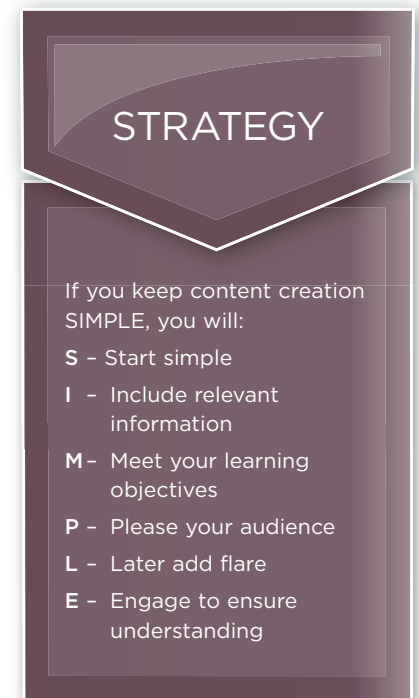 STRATEGY
If you keep content creation
SIMPLE, you will:
S – Start simple
I – Include relevant
information
M – Meet your learning
objectives
P – Please your audience
L – Later add flare
E – Engage to ensure
understanding